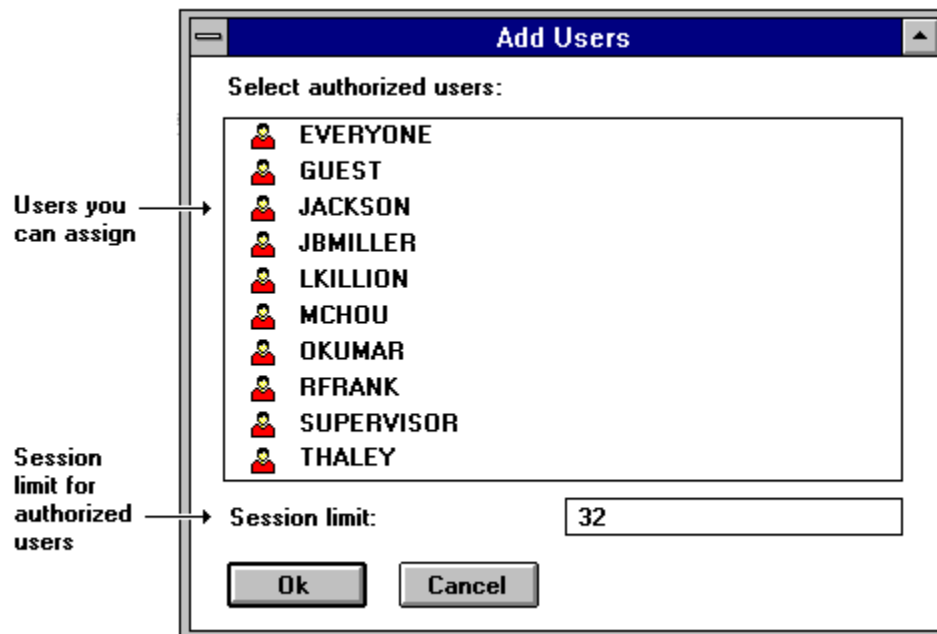 Add Users
Select authorized users:
EVERYONE
GUEST
JACKSON
JBMILLER
LKILLION
MCHOU
OKUMAR
RFRANK
SUPERVISOR
THALEY
Users you
can assign
Session
limit for
authorized
users
Session limit: 32
Ok Cancel